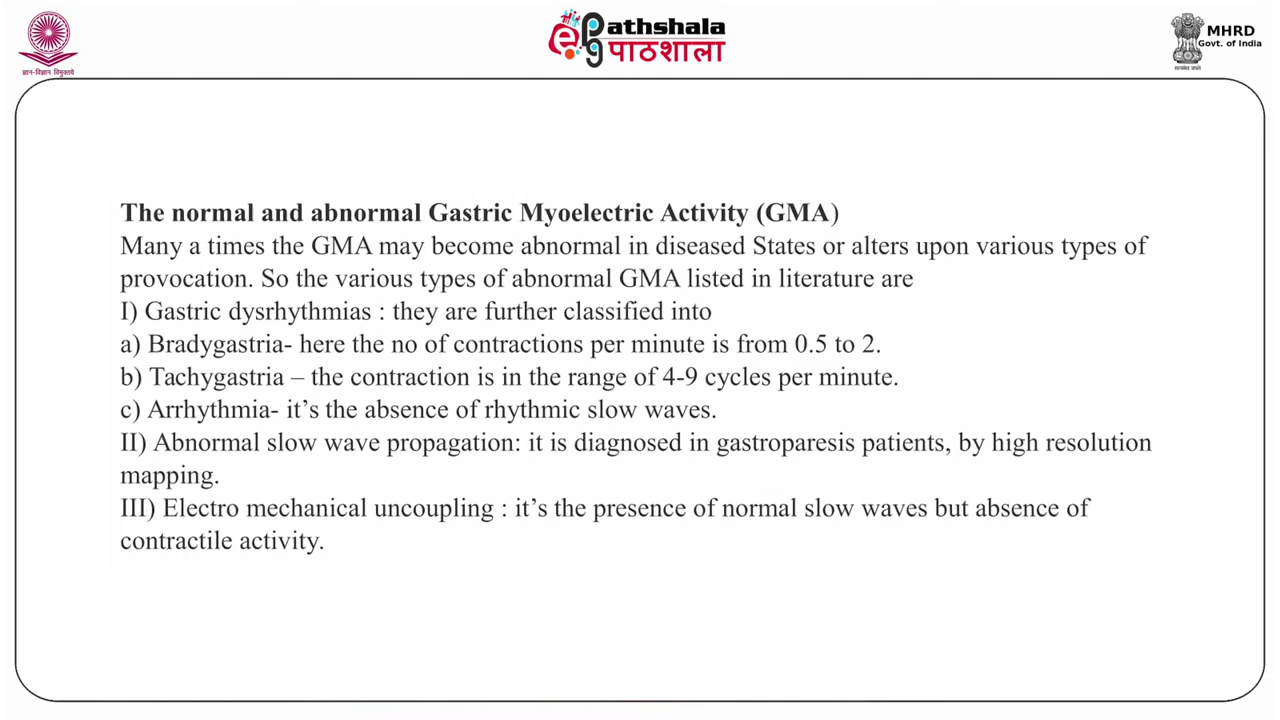 ज्ञान-विज्ञान विमुक्तये
Pathshala
पाठशाला
MHRD
Govt. of India
सत्यमेव जयते
The normal and abnormal Gastric Myoelectric Activity (GMA)
Many a times the GMA may become abnormal in diseased States or alters upon various types of
provocation. So the various types of abnormal GMA listed in literature are
I) Gastric dysrhythmias : they are further classified into
a) Bradygastria- here the no of contractions per minute is from 0.5 to 2.
b) Tachygastria – the contraction is in the range of 4-9 cycles per minute.
c) Arrhythmia- it’s the absence of rhythmic slow waves.
II) Abnormal slow wave propagation: it is diagnosed in gastroparesis patients, by high resolution
mapping.
III) Electro mechanical uncoupling : it’s the presence of normal slow waves but absence of
contractile activity.